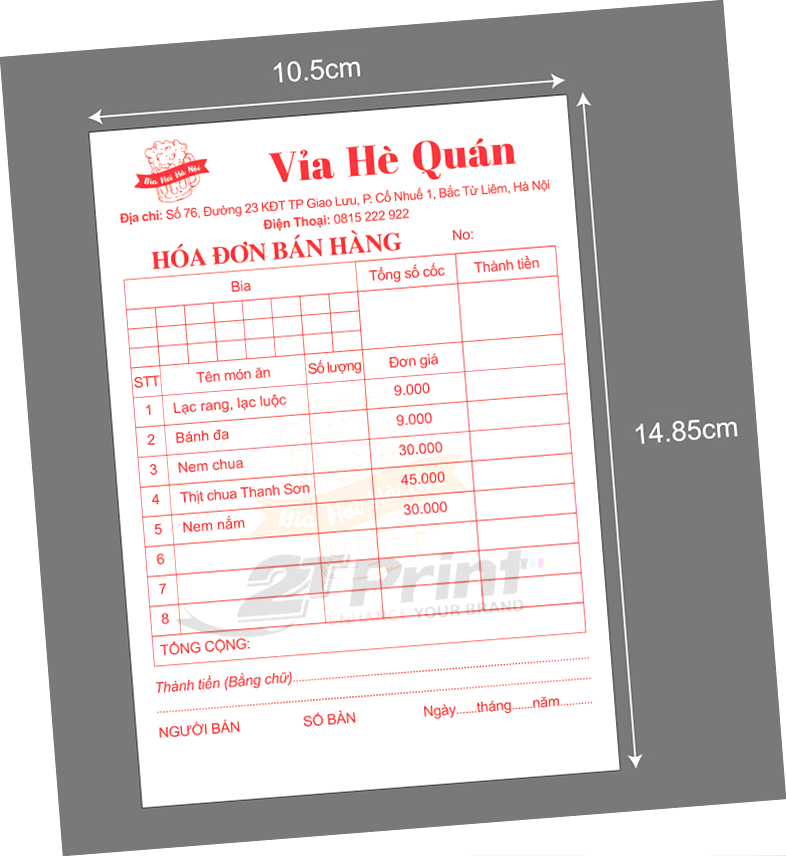 10.5cm
Bia Hơi Hà Nội
Vỉa Hè Quán
Địa chỉ: Số 76, Đường 23 KĐT TP Giao Lưu, P. Cổ Nhuế 1, Bắc Từ Liêm, Hà Nội
Điện Thoại: 0815 222 922
HÓA ĐƠN BÁN HÀNG No:
Bia Tổng số cốc Thành tiền
STT Tên món ăn Số lượng Đơn giá
1 Lạc rang, lạc luộc 9.000
2 Bánh đa 9.000
3 Nem chua 30.000
14.85cm
4 Thịt chua Thanh Sơn 45.000
5 Nem nắm 30.000
Bia Hơi
6
2T Print
7
ENHANCE YOUR BRAND
8
TỔNG CỘNG:
Thành tiền (Bằng chữ)
NGƯỜI BÁN SỐ BÀN Ngày......tháng......năm..........